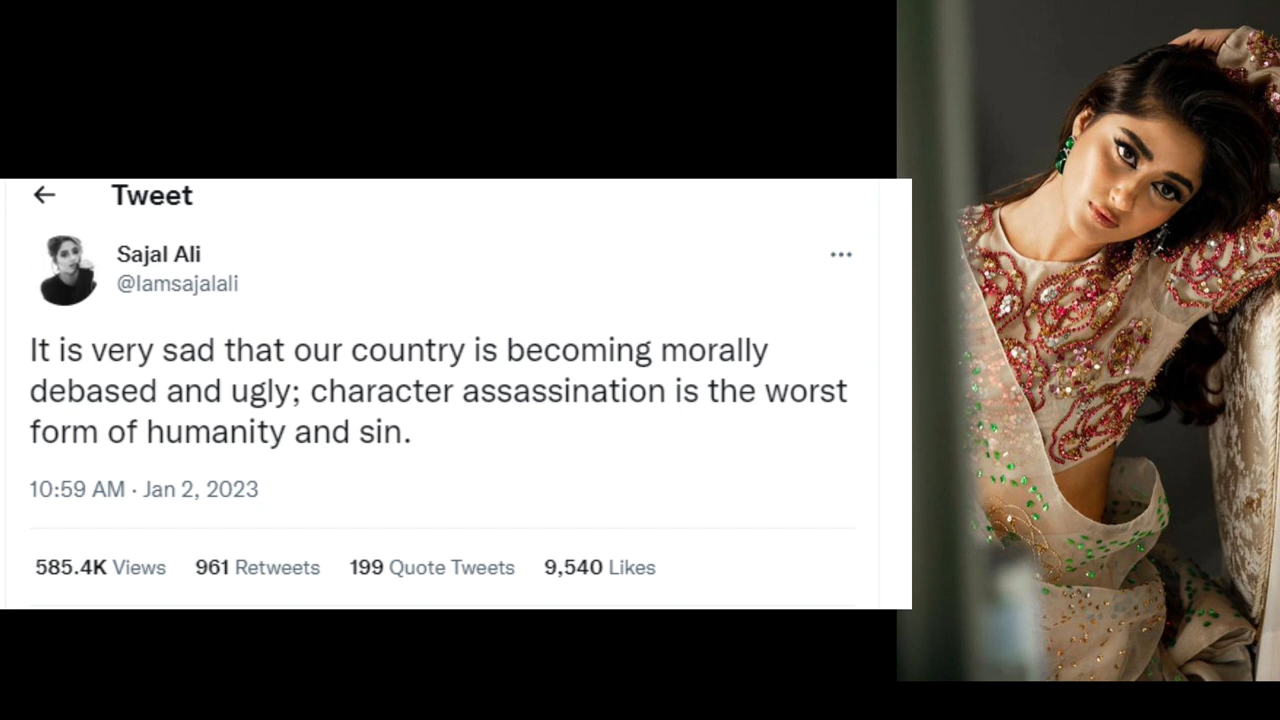 Tweet
Sajal Ali
@Iamsajalali
It is very sad that our country is becoming morally
debased and ugly; character assassination is the worst
form of humanity and sin.
10:59 AM · Jan 2, 2023
585.4K Views 961 Retweets 199 Quote Tweets 9,540 Likes